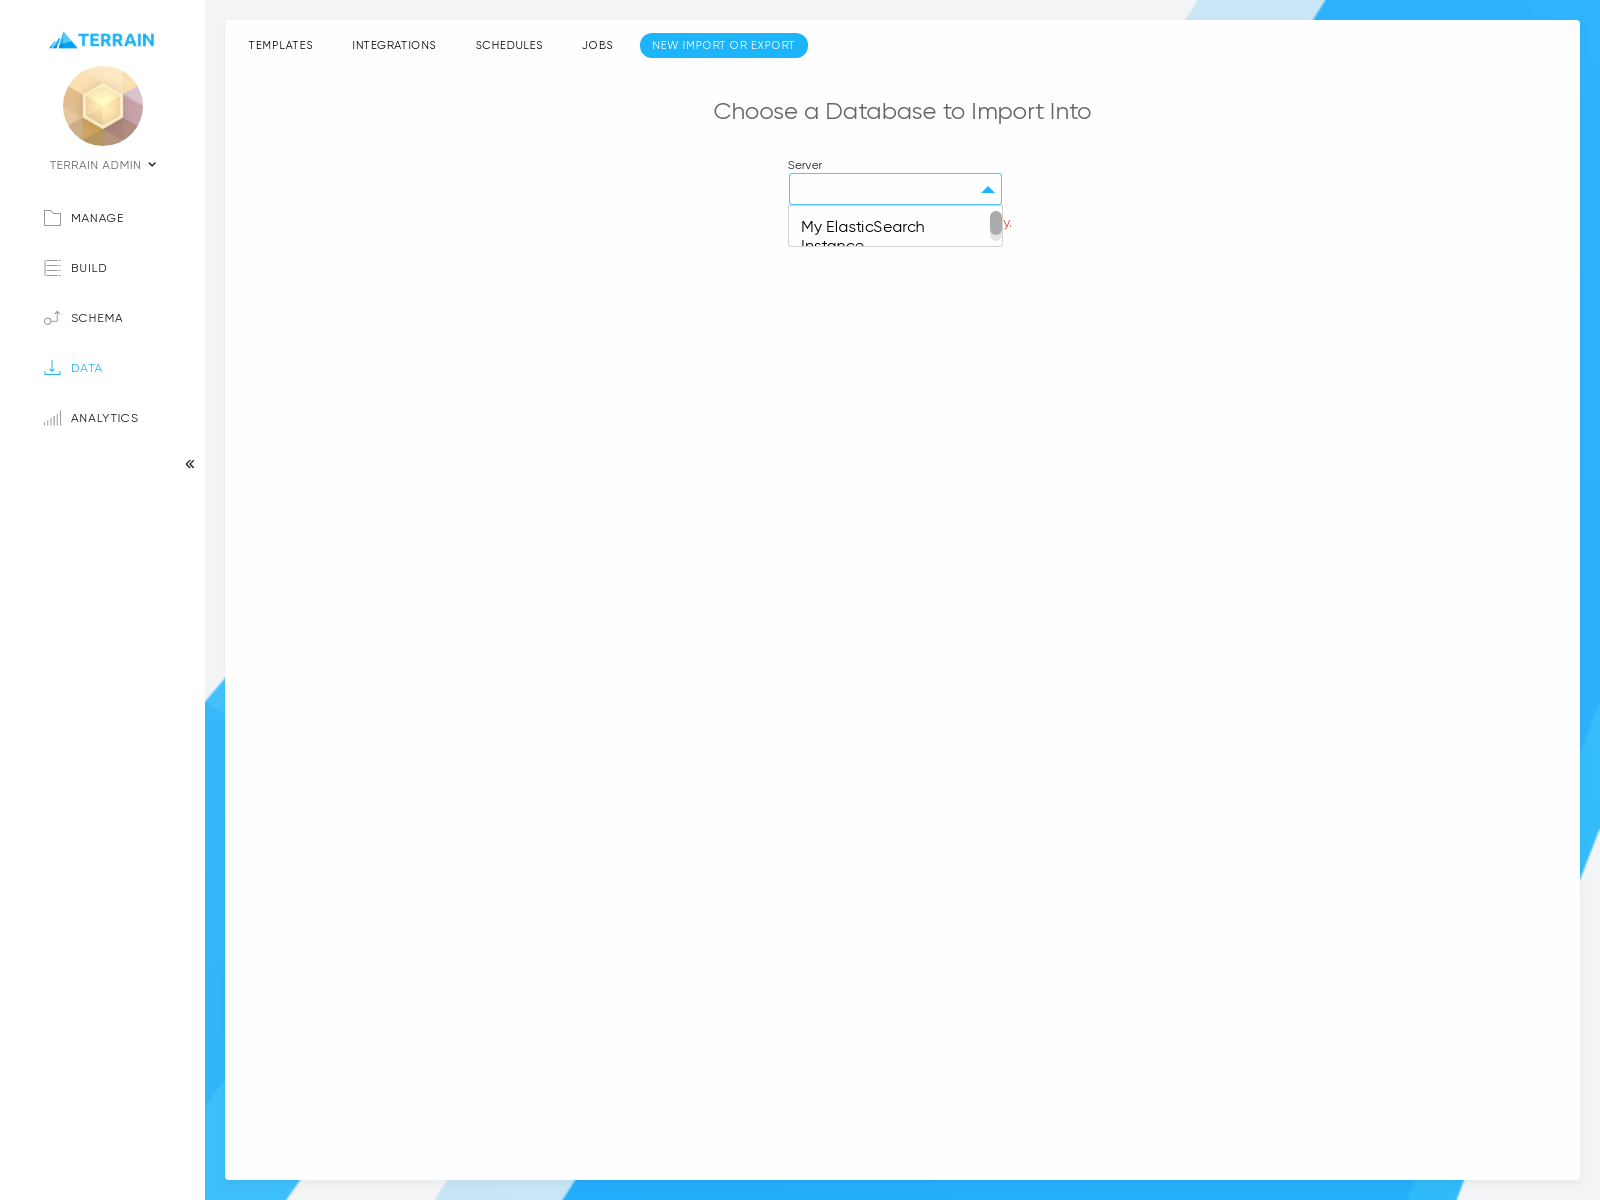 TERRAIN
TERRAIN ADMIN
MANAGE
BUILD
SCHEMA
DATA
ANALYTICS
TEMPLATES
INTEGRATIONS
SCHEDULES
JOBS
NEW IMPORT OR EXPORT
Choose a Database to Import Into
Server
My ElasticSearch
Instance
y.